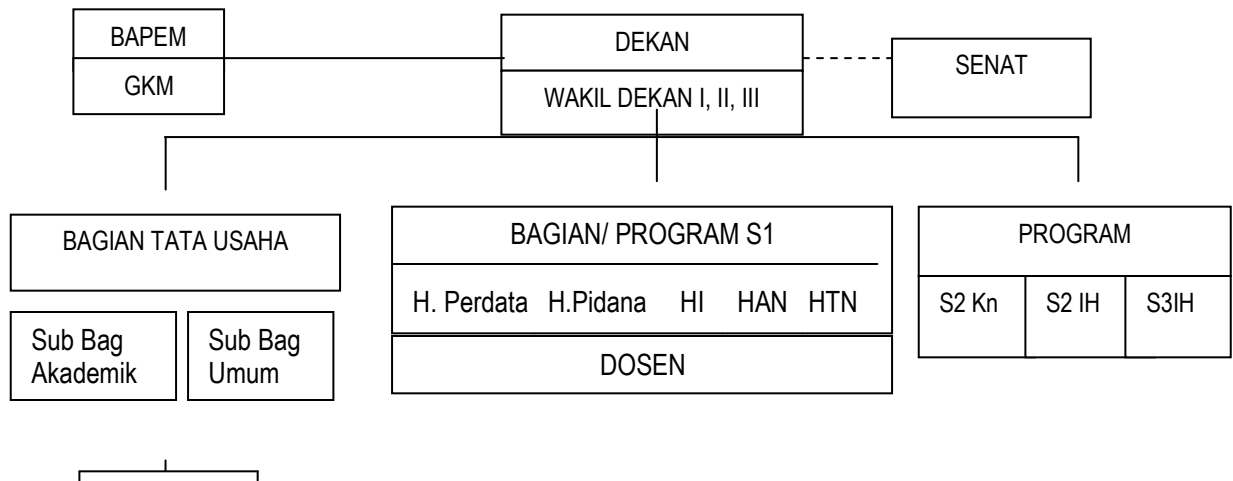 BAPEM
GKM
DEKAN
WAKIL DEKAN I, II, III
SENAT
BAGIAN TATA USAHA
Sub Bag
Akademik
Sub Bag
Umum
BAGIAN/ PROGRAM S1
H. Perdata H.Pidana HI HAN HTN
DOSEN
PROGRAM
S2 Kn
S2 IH
S3IH